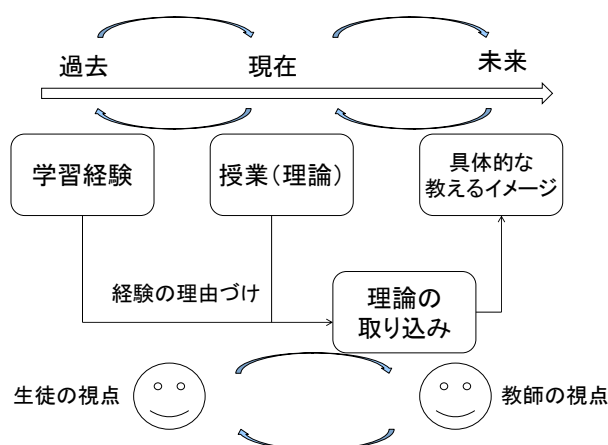 過去
現在
未来
学習経験
授業（理論）
具体的な
教えるイメージ
経験の理由づけ
理論の
取り込み
生徒の視点
教師の視点